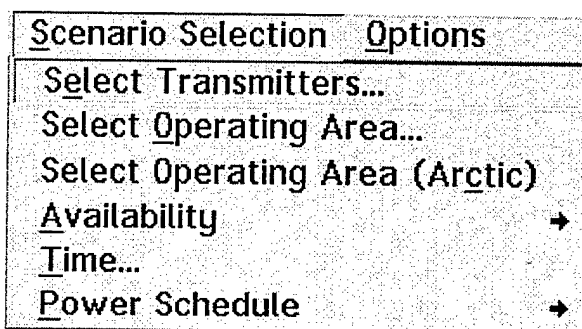 Scenario Selection Options
Select Transmitters...
Select Operating Area...
Select Operating Area (Arctic)
Availability
Time...
Power Schedule